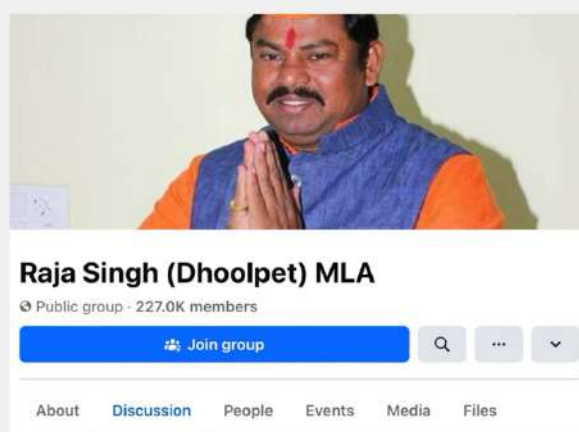 Raja Singh (Dhoolpet) MLA
Public group · 227.0K members
Join group
About Discussion People Events Media Files